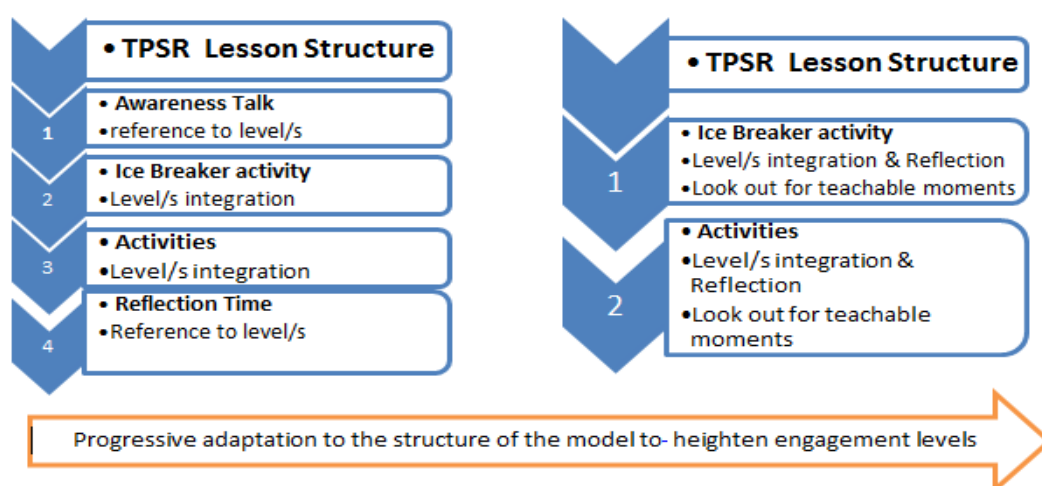 • TPSR Lesson Structure
1
• Awareness Talk
•reference to level/s
2
• Ice Breaker activity
•Level/s integration
3
• Activities
•Level/s integration
4
• Reflection Time
•Reference to level/s
• TPSR Lesson Structure
1
• Ice Breaker activity
•Level/s integration & Reflection
•Look out for teachable moments
2
• Activities
•Level/s integration &
Reflection
•Look out for teachable
moments
Progressive adaptation to the structure of the model to- heighten engagement levels